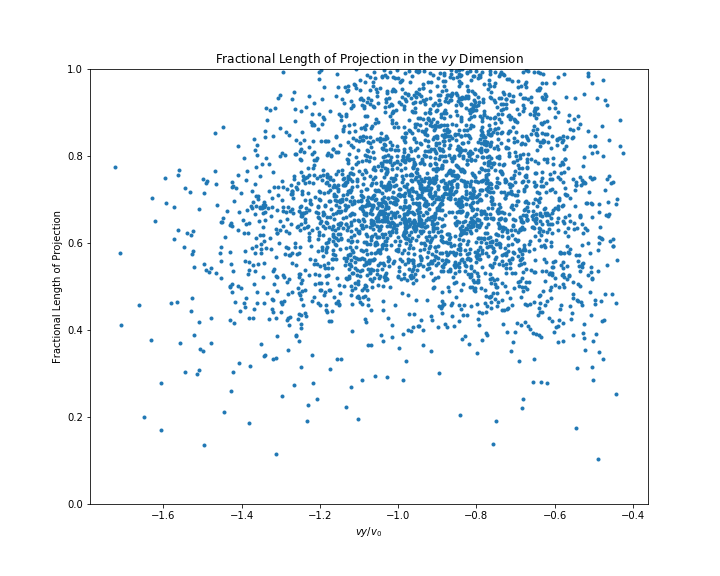 Fractional Length of Projection in the vy Dimension
1.0
0.8
0.6
0.4
0.2
0.0
Fractional Length of Projection
−1.6 −1.4 −1.2 −1.0 −0.8 −0.6 −0.4
vy/v₀